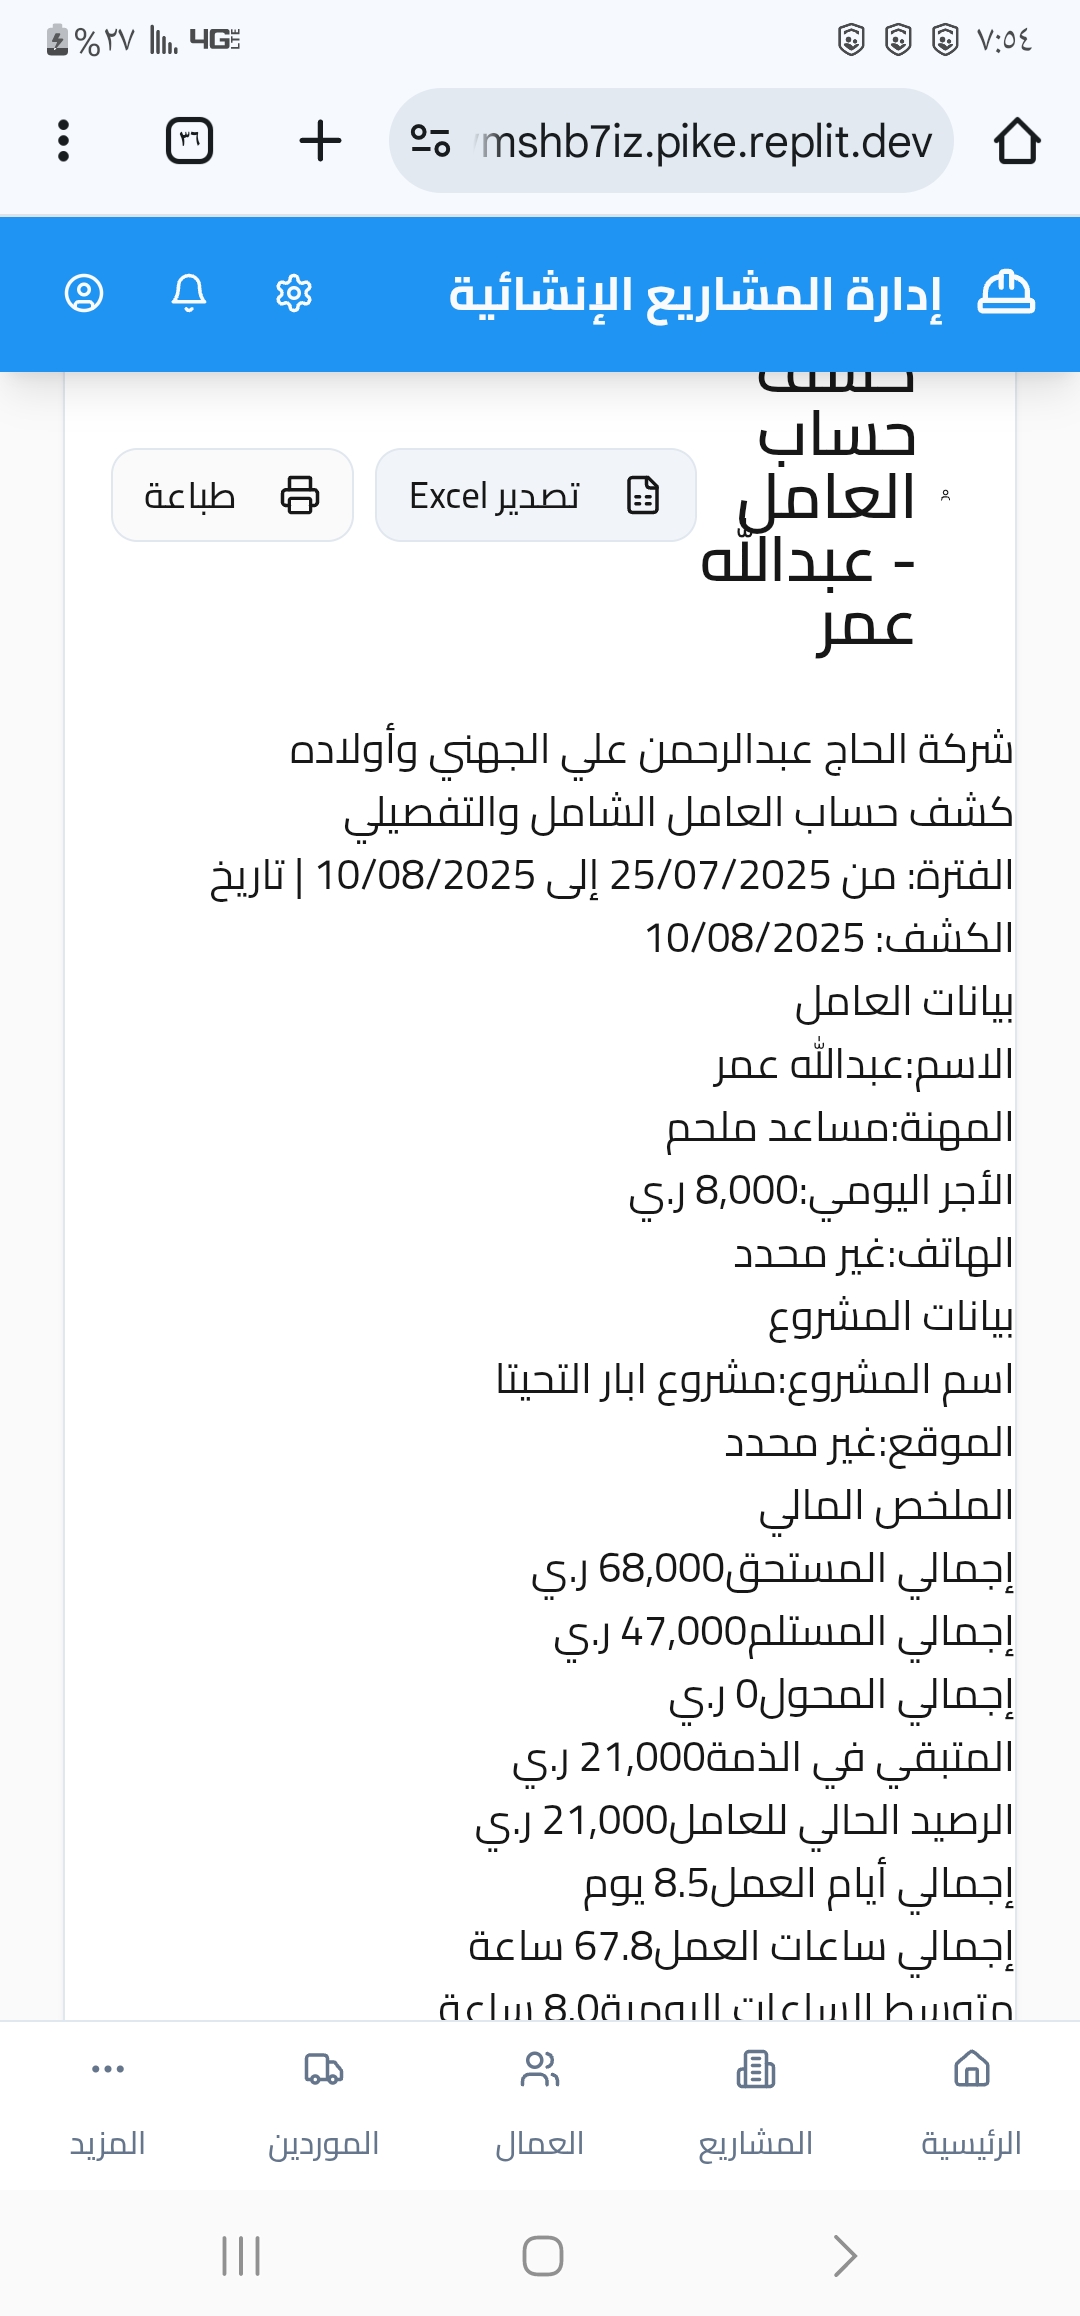 ٧:٥٤
4G LTE
٢٧%
mshb7iz.pike.replit.dev
٣٦
إدارة المشاريع الإنشائية
كشف
حساب
العامل
- عبدالله
عمر
تصدير Excel
طباعة
شركة الحاج عبدالرحمن علي الجهني وأولاده
كشف حساب العامل الشامل والتفصيلي
الفترة: من 25/07/2025 إلى 10/08/2025 | تاريخ
الكشف: 10/08/2025
بيانات العامل
الاسم:عبدالله عمر
المهنة:مساعد ملحم
الأجر اليومي:8,000 ر.ي
الهاتف:غير محدد
بيانات المشروع
اسم المشروع:مشروع ابار التحيتا
الموقع:غير محدد
الملخص المالي
إجمالي المستحق68,000 ر.ي
إجمالي المستلم47,000 ر.ي
إجمالي المحول0 ر.ي
المتبقي في الذمة21,000 ر.ي
الرصيد الحالي للعامل21,000 ر.ي
إجمالي أيام العمل8.5 يوم
إجمالي ساعات العمل67.8 ساعة
متوسط الساعات اليومية8.0 ساعة
الرئيسية
المشاريع
العمال
الموردين
المزيد